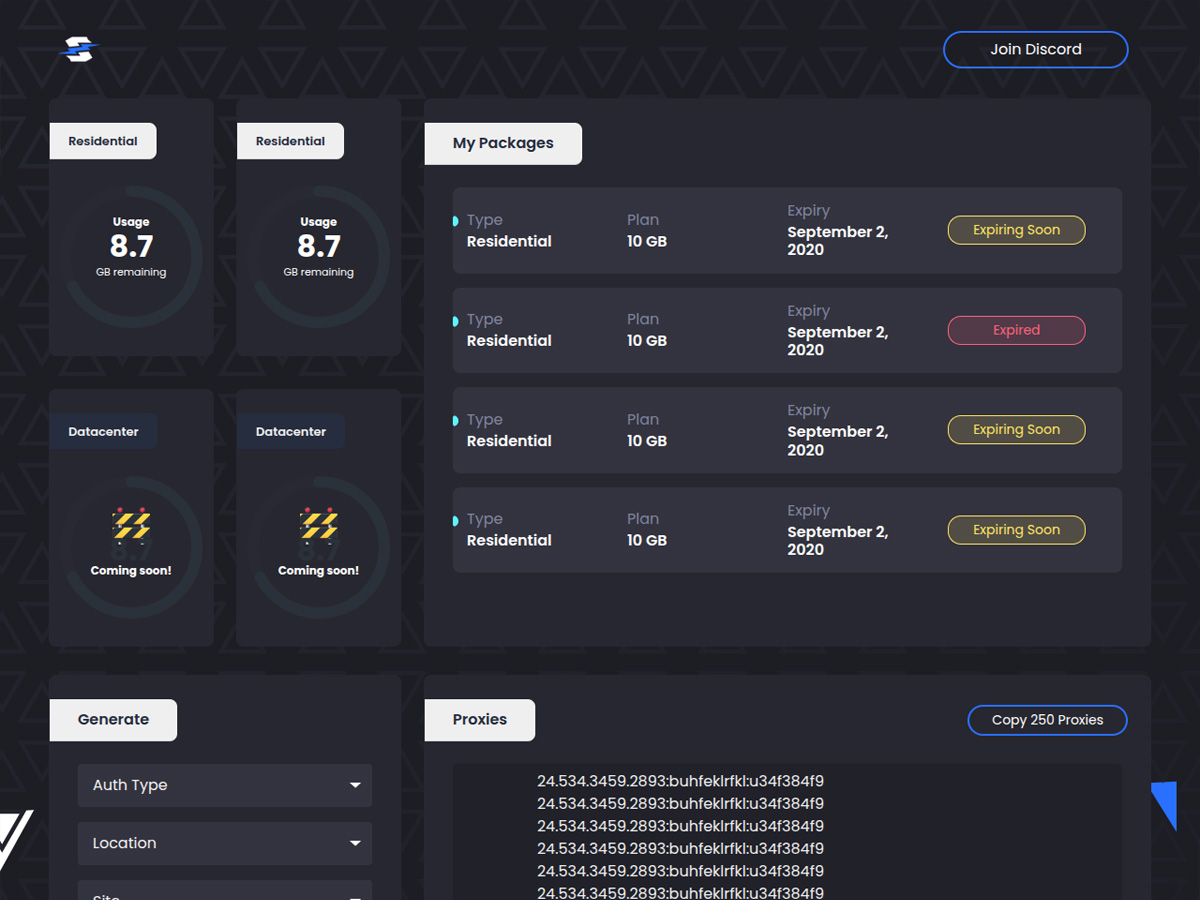 Join Discord
Residential
Usage
8.7
GB remaining
Residential
Usage
8.7
GB remaining
Datacenter
8.7
Coming soon!
Datacenter
8.7
Coming soon!
My Packages
Type
Residential
Plan
10 GB
Expiry
September 2,
2020
Expiring Soon
Type
Residential
Plan
10 GB
Expiry
September 2,
2020
Expired
Type
Residential
Plan
10 GB
Expiry
September 2,
2020
Expiring Soon
Type
Residential
Plan
10 GB
Expiry
September 2,
2020
Expiring Soon
Generate
Auth Type
Location
Site
Proxies
Copy 250 Proxies
24.534.3459.2893:buhfeklrfkl:u34f384f9
24.534.3459.2893:buhfeklrfkl:u34f384f9
24.534.3459.2893:buhfeklrfkl:u34f384f9
24.534.3459.2893:buhfeklrfkl:u34f384f9
24.534.3459.2893:buhfeklrfkl:u34f384f9
24.534.3459.2893:buhfeklrfkl:u34f384f9